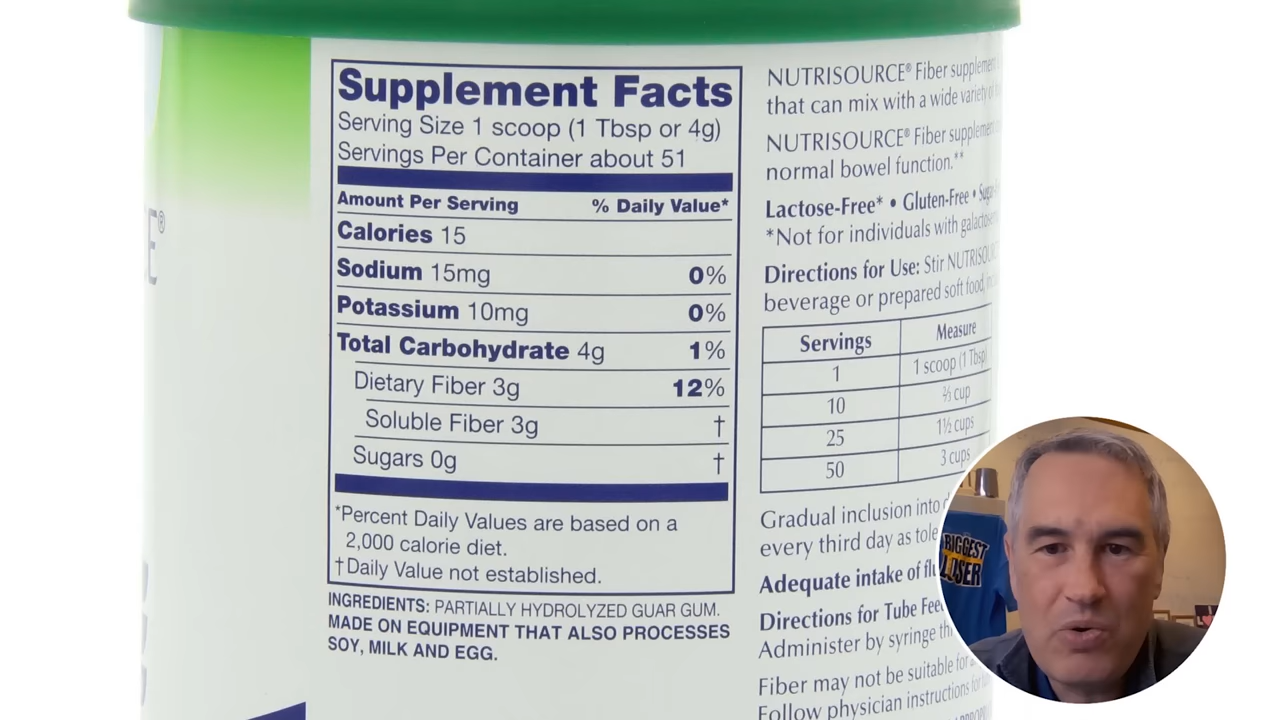 Supplement Facts
Serving Size 1 scoop (1 Tbsp or 4g)
Servings Per Container about 51
Amount Per Serving % Daily Value*
Calories 15
Sodium 15mg 0%
Potassium 10mg 0%
Total Carbohydrate 4g 1%
Dietary Fiber 3g 12%
Soluble Fiber 3g †
Sugars 0g †
*Percent Daily Values are based on a
2,000 calorie diet.
†Daily Value not established.
INGREDIENTS: PARTIALLY HYDROLYZED GUAR GUM.
MADE ON EQUIPMENT THAT ALSO PROCESSES
SOY, MILK AND EGG.
NUTRISOURCE® Fiber supplement
that can mix with a wide variety
NUTRISOURCE® Fiber
normal bowel function.**
Lactose-Free* • Gluten-Free •
*Not for individuals with
Directions for Use: Stir
beverage or prepared soft food,
Servings Measure
1 1 scoop (1 Tbsp)
10 ⅔ cup
25 1½ cups
50 3 cups
Gradual inclusion into
every third day as
Adequate intake of
Directions for Tube
Administer by syringe
Fiber may not be suitable for
Follow physician instructions
BIGGEST
LOSER